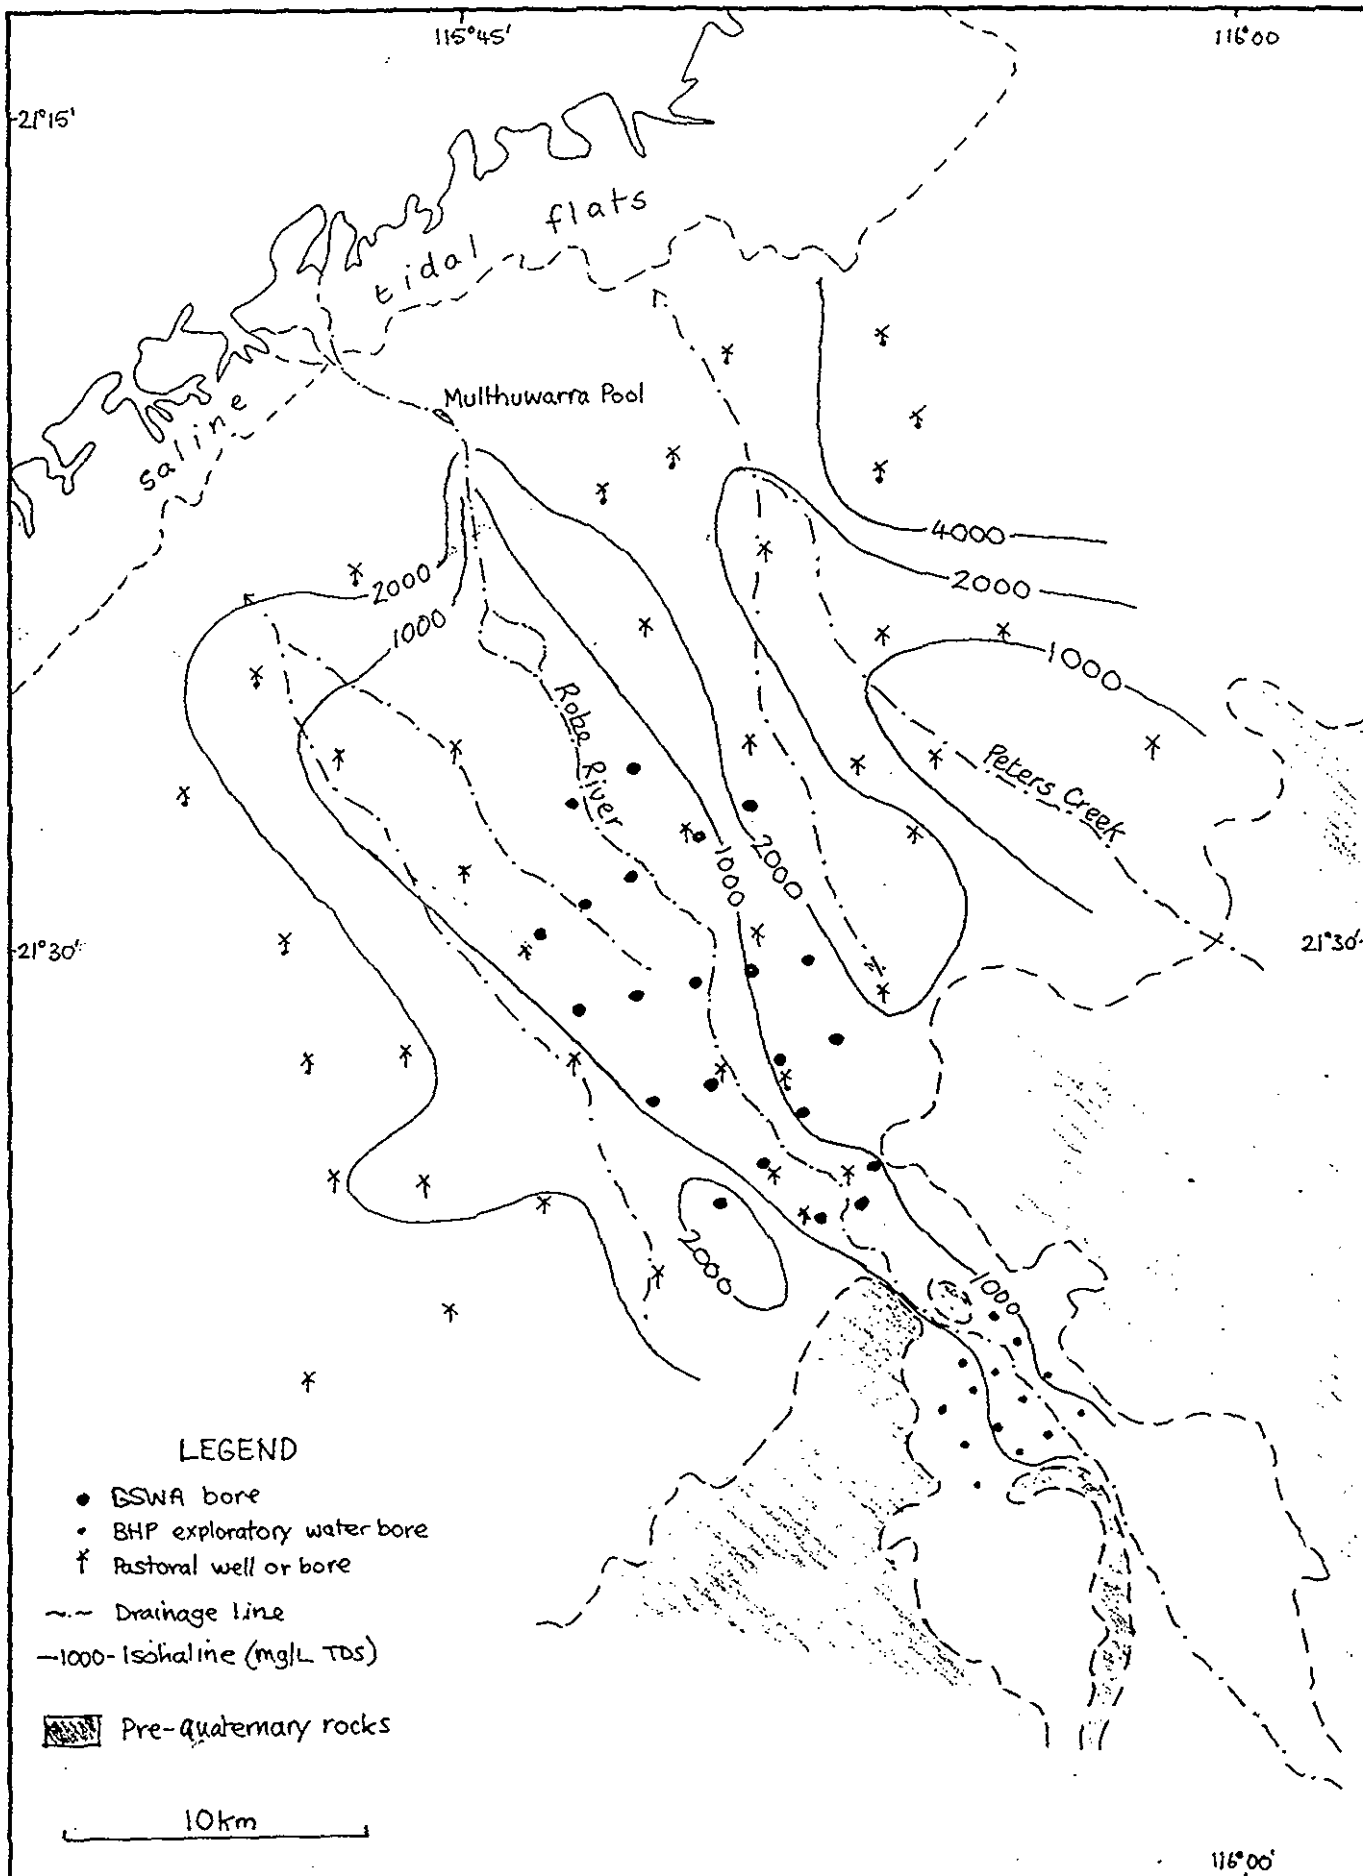 115°45'
116°00
21°15'
tidal flats
Multhuwarra Pool
saline
4000
2000
2000
1000
1000
Robe River
Peters Creek
1000
2000
21°30'
21°30'
2000
1000
LEGEND
GSWA bore
BHP exploratory water bore
Pastoral well or bore
Drainage line
-1000- Isohaline (mg/L TDS)
Pre-quaternary rocks
10km
116°00'